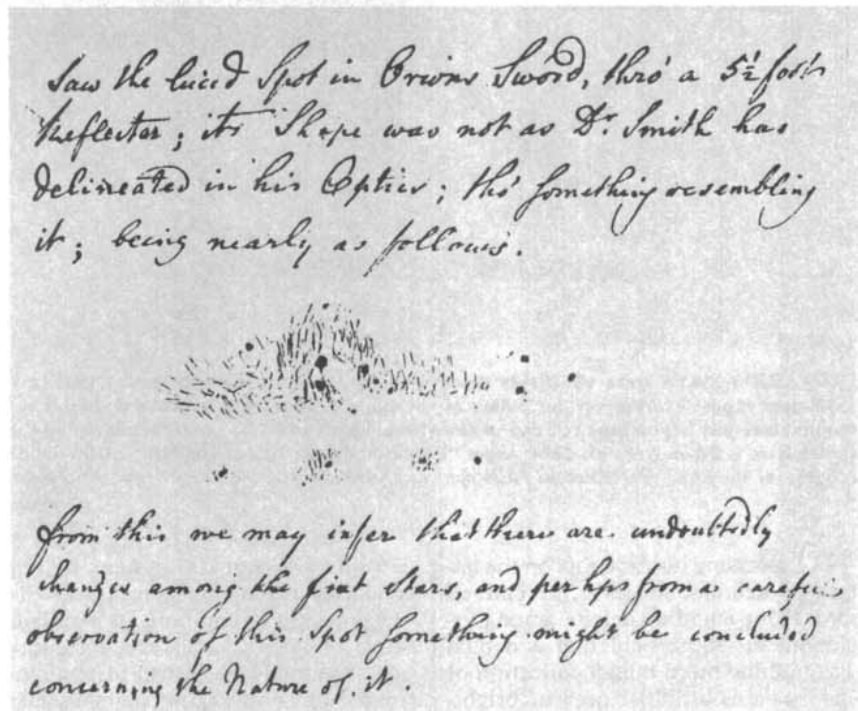 Saw the lucid Spot in Orions Sword, thro' a 5½ foot
Reflector; its Shape was not as Dr. Smith has
delineated in his Optics; tho' something resembling
it; being nearly as follows.
from this we may infer that there are undoubtedly
changes among the fixt Stars, and perhaps from a careful
observation of this Spot something might be concluded
concerning the Nature of it.